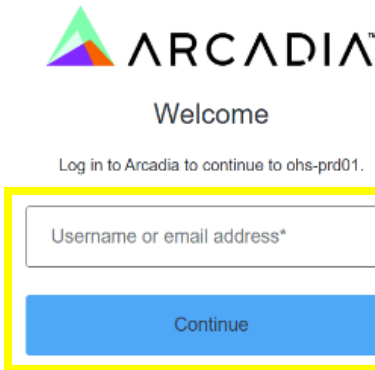 ARCADIA™
Welcome
Log in to Arcadia to continue to ohs-prd01.
Username or email address*
Continue